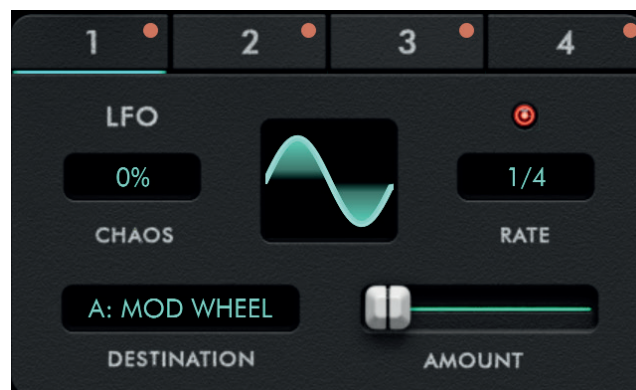 1 2 3 4
LFO
0% 1/4
CHAOS RATE
A: MOD WHEEL
DESTINATION AMOUNT